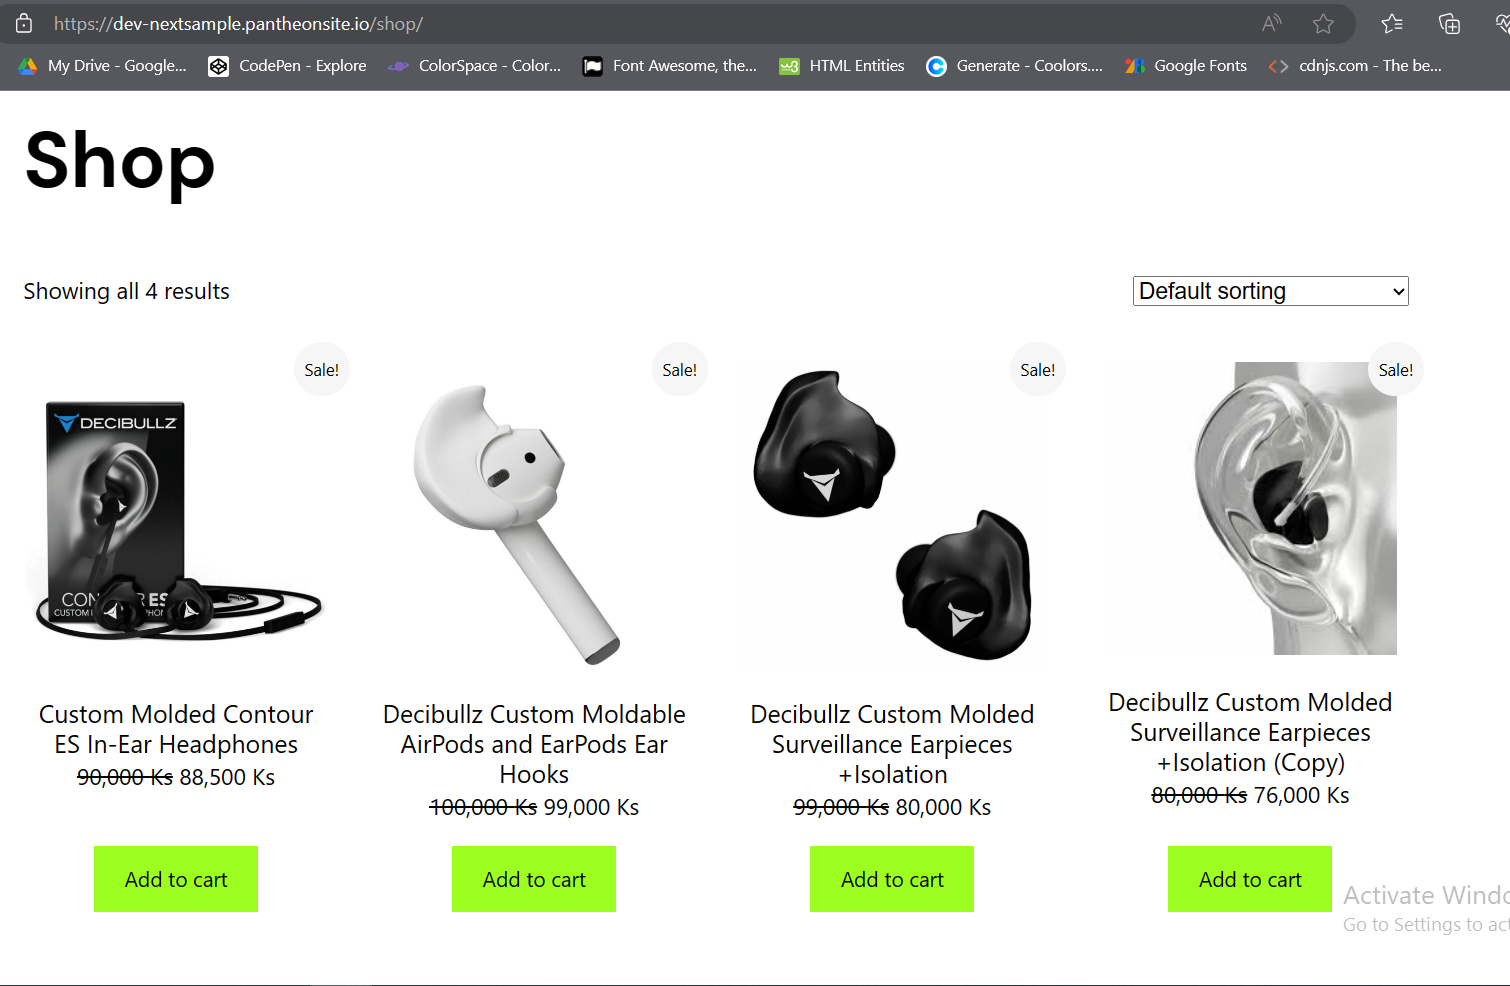 https://dev-nextsample.pantheonsite.io/shop/
My Drive - Google...
CodePen - Explore
ColorSpace - Color...
Font Awesome, the...
HTML Entities
Generate - Coolors....
Google Fonts
cdnjs.com - The be...
Shop
Showing all 4 results
Default sorting
Sale!
Sale!
Sale!
Sale!
DECIBULLZ
Custom Molded Contour
ES In-Ear Headphones
90,000 Ks 88,500 Ks
Add to cart
Decibullz Custom Moldable
AirPods and EarPods Ear
Hooks
100,000 Ks 99,000 Ks
Add to cart
Decibullz Custom Molded
Surveillance Earpieces
+Isolation
99,000 Ks 80,000 Ks
Add to cart
Decibullz Custom Molded
Surveillance Earpieces
+Isolation (Copy)
80,000 Ks 76,000 Ks
Add to cart
Activate Windo
Go to Settings to act